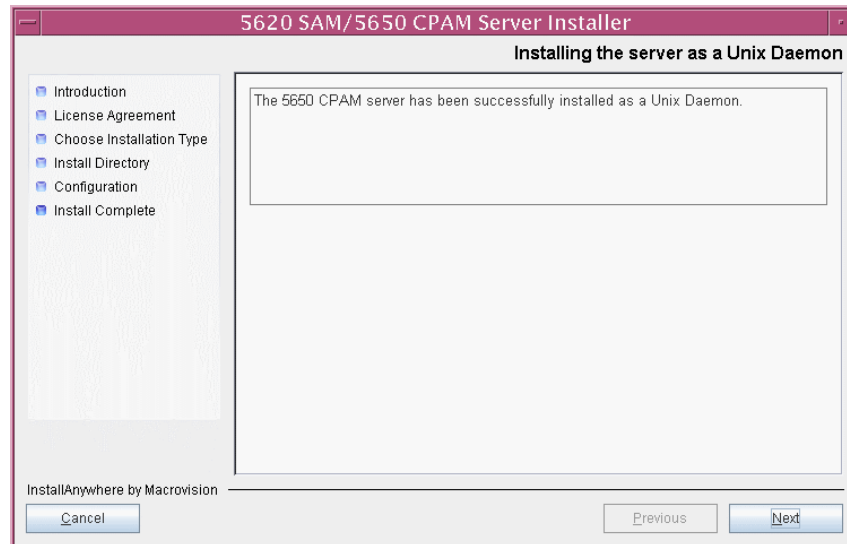 5620 SAM/5650 CPAM Server Installer
Installing the server as a Unix Daemon
Introduction
License Agreement
Choose Installation Type
Install Directory
Configuration
Install Complete
The 5650 CPAM server has been successfully installed as a Unix Daemon.
InstallAnywhere by Macrovision
Cancel
Previous
Next